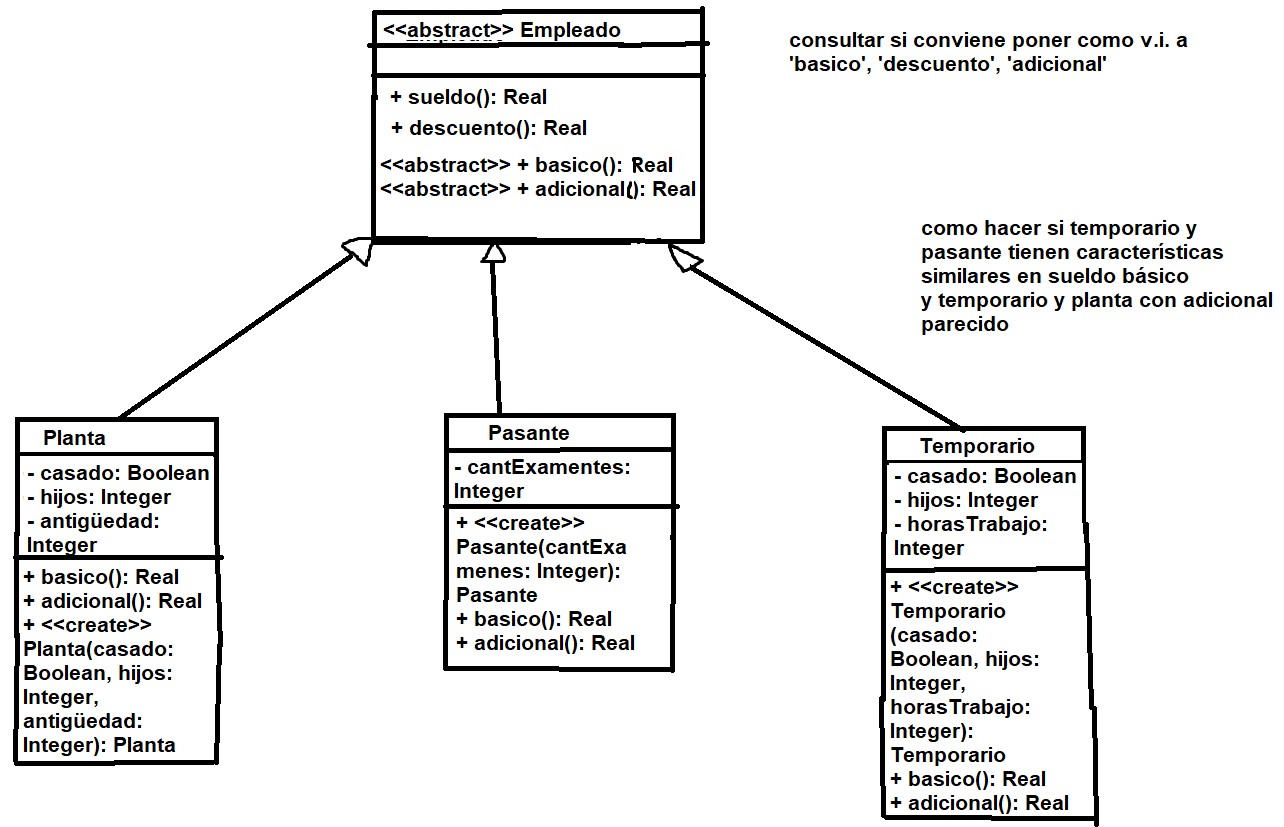 <<abstract>> Empleado
+ sueldo(): Real
+ descuento(): Real
<<abstract>> + basico(): Real
<<abstract>> + adicional(): Real
consultar si conviene poner como v.i. a
'basico', 'descuento', 'adicional'
como hacer si temporario y
pasante tienen características
similares en sueldo básico
y temporario y planta con adicional
parecido
Planta
- casado: Boolean
- hijos: Integer
- antigüedad:
Integer
+ basico(): Real
+ adicional(): Real
+ <<create>>
Planta(casado:
Boolean, hijos:
Integer,
antigüedad:
Integer): Planta
Pasante
- cantExamentes:
Integer
+ <<create>>
Pasante(cantExa
menes: Integer):
Pasante
+ basico(): Real
+ adicional(): Real
Temporario
- casado: Boolean
- hijos: Integer
- horasTrabajo:
Integer
+ <<create>>
Temporario
(casado:
Boolean, hijos:
Integer,
horasTrabajo:
Integer):
Temporario
+ basico(): Real
+ adicional(): Real